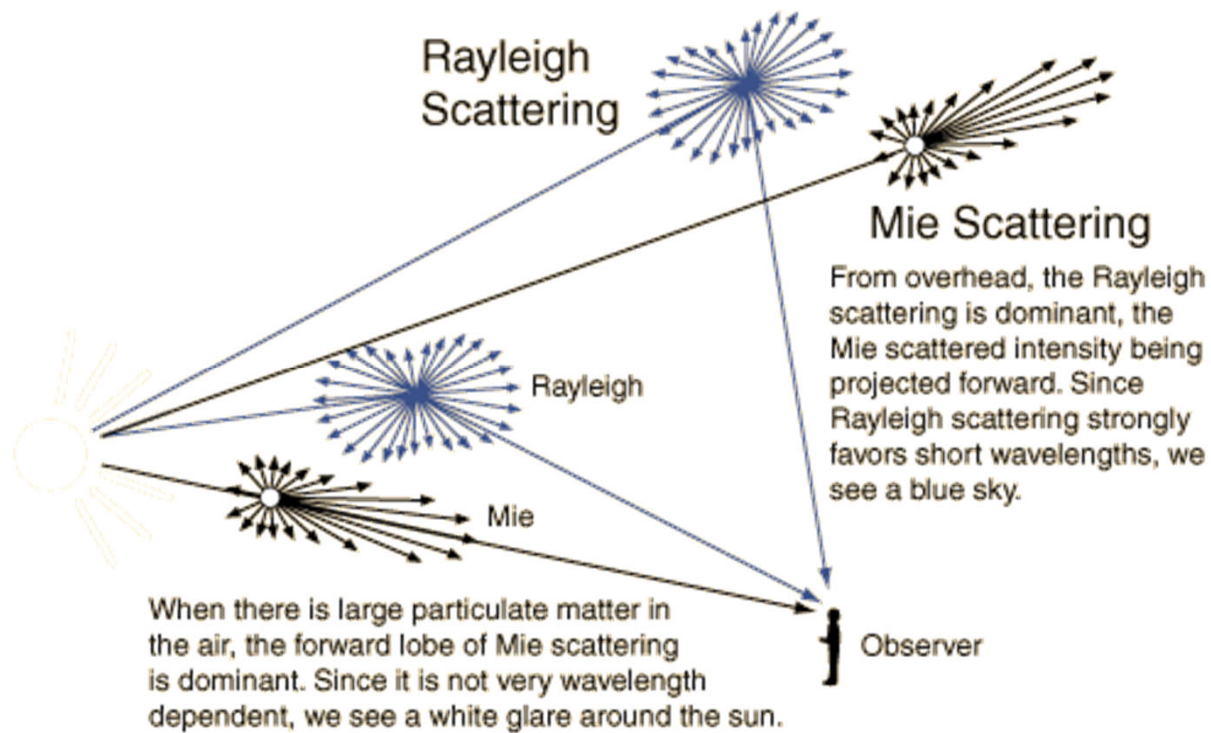 Rayleigh
Scattering
Mie Scattering
From overhead, the Rayleigh
scattering is dominant, the
Mie scattered intensity being
projected forward. Since
Rayleigh scattering strongly
favors short wavelengths, we
see a blue sky.
Rayleigh
Mie
When there is large particulate matter in
the air, the forward lobe of Mie scattering
is dominant. Since it is not very wavelength
dependent, we see a white glare around the sun.
Observer